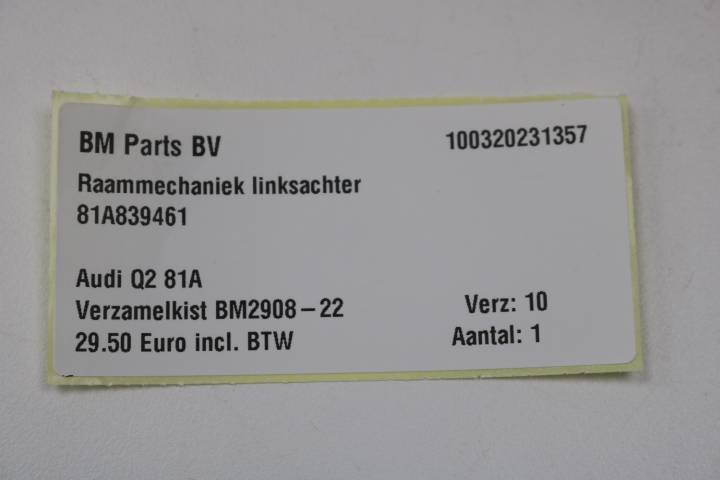 BM Parts BV 100320231357
Raammechaniek linksachter
81A839461
Audi Q2 81A
Verzamelkist BM2908-22 Verz: 10
29.50 Euro incl. BTW Aantal: 1